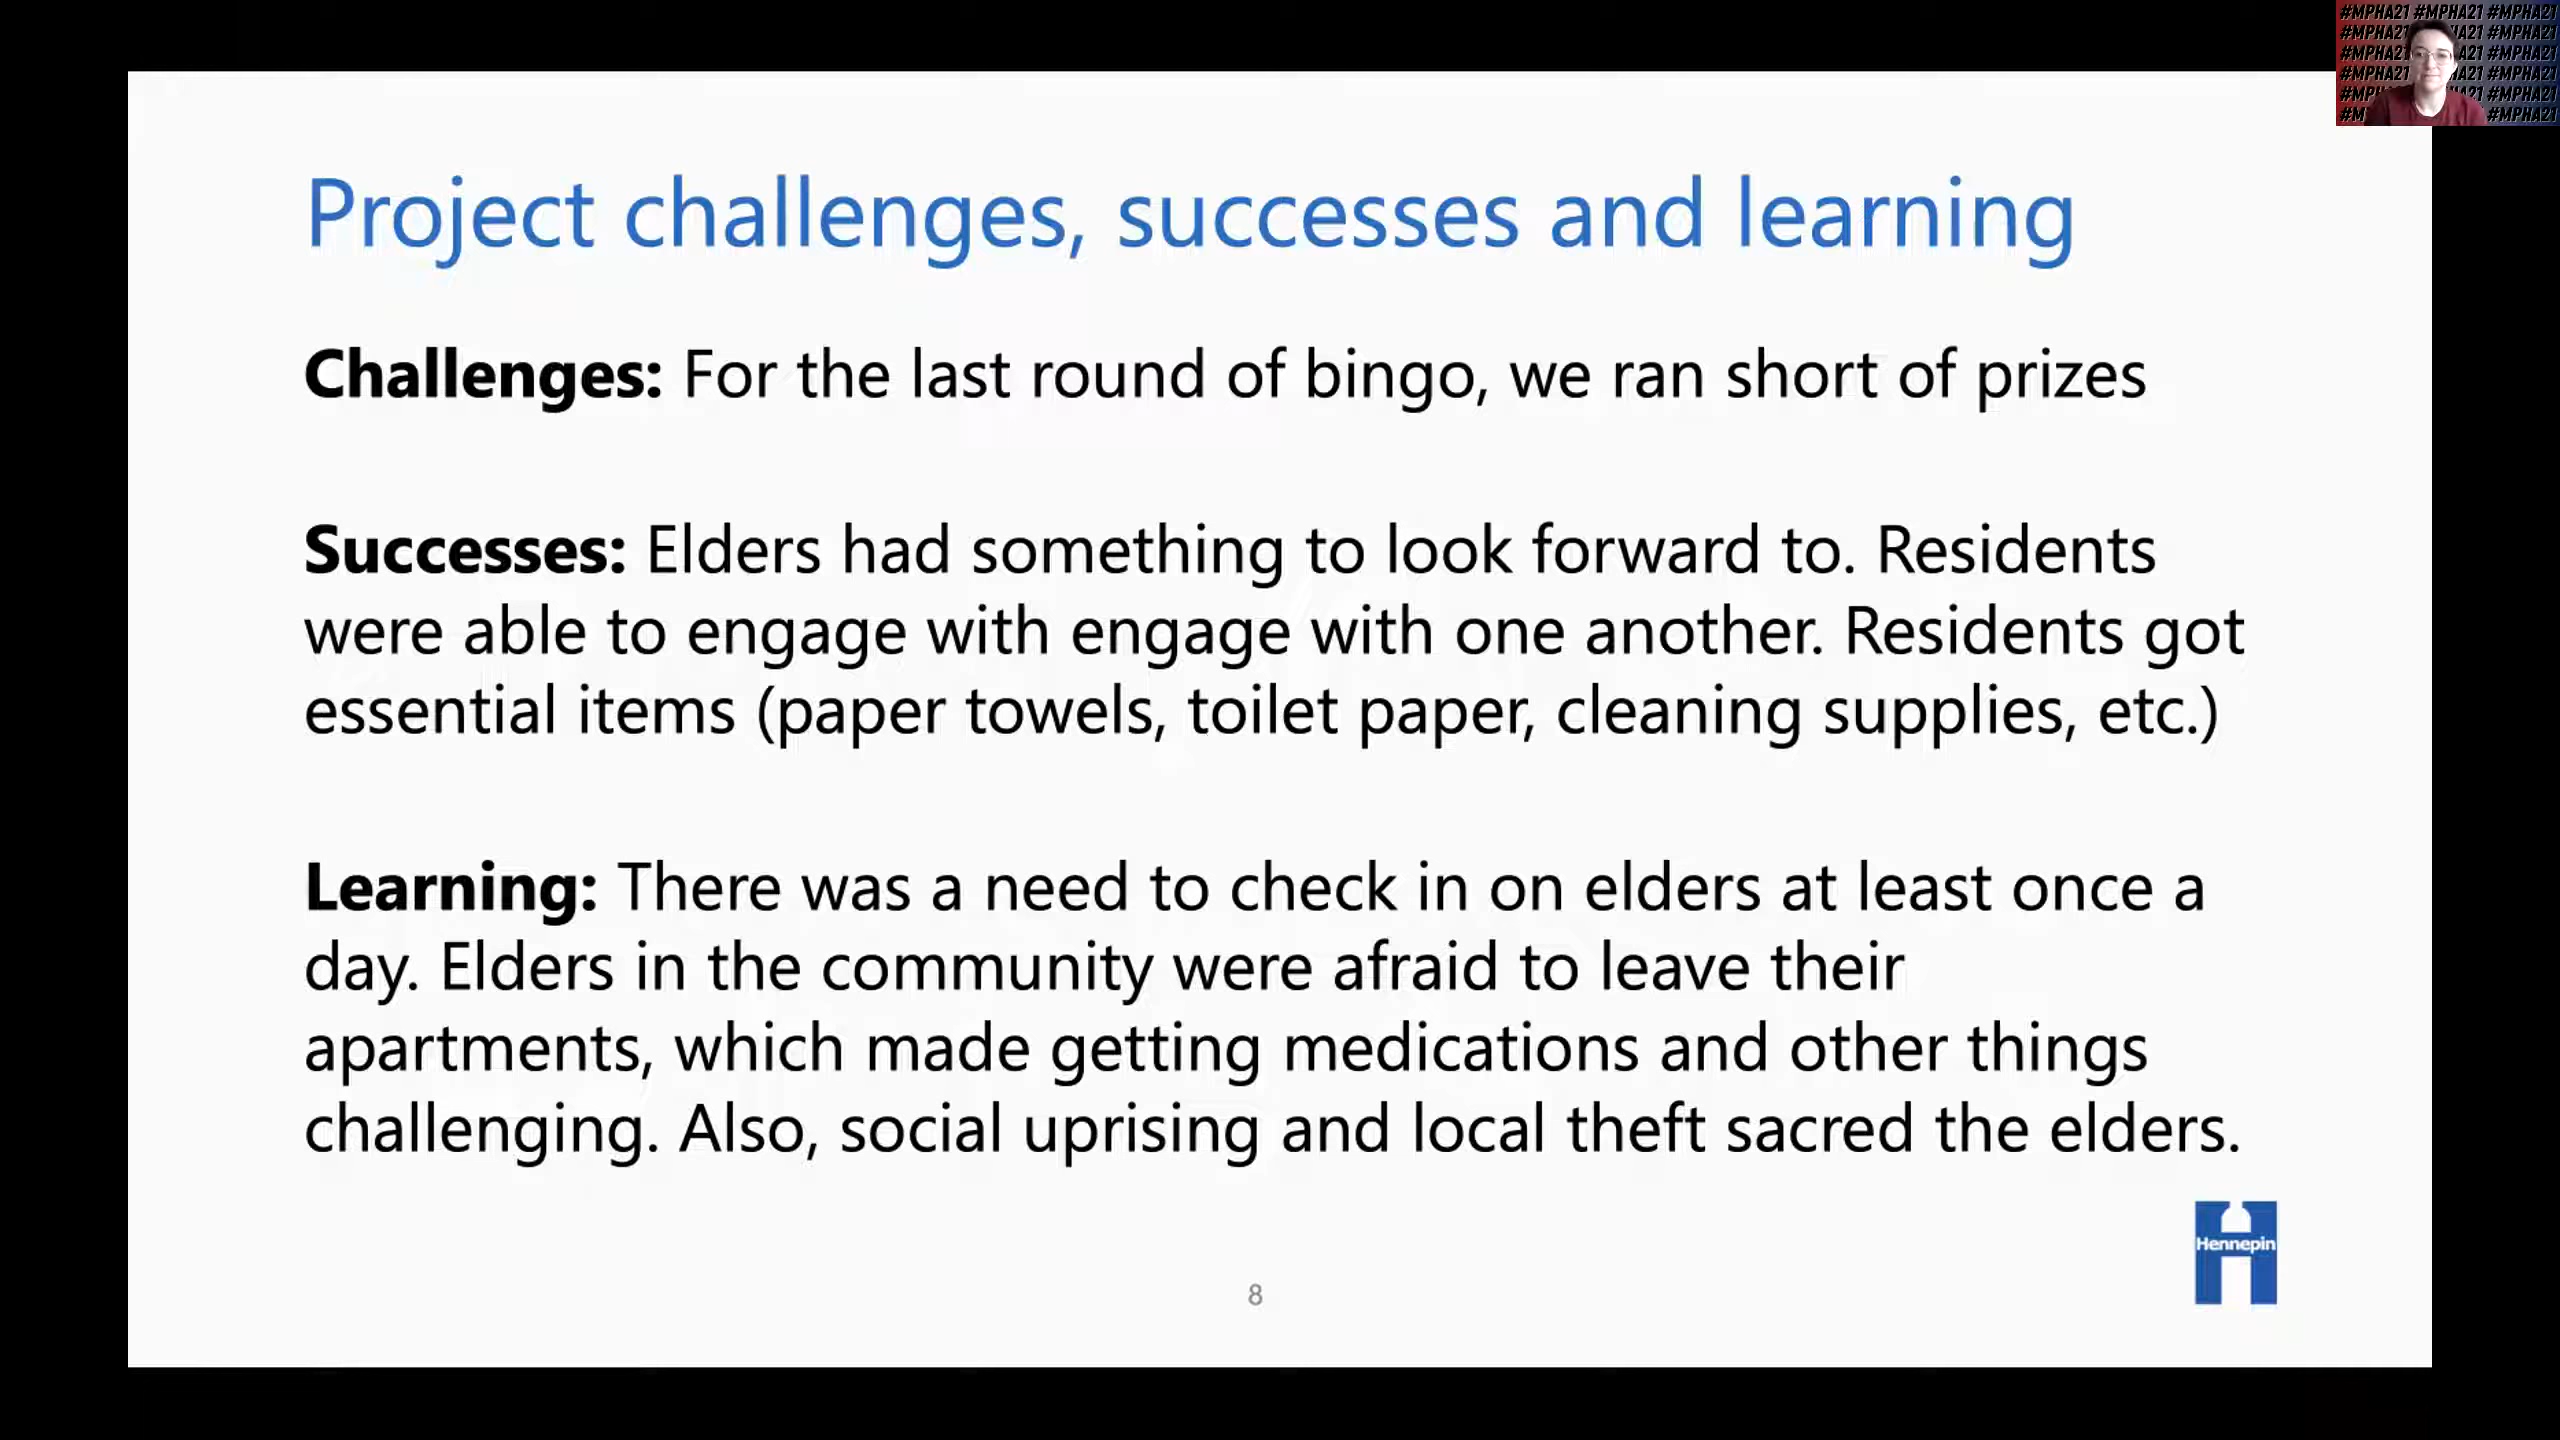 #MPHA21 #MPHA21 #MPHA21
#MPHA21 A21 #MPHA21
#MPHA21 A21 #MPHA21
#MPHA21 A21 #MPHA21
#MPH A21 #MPHA21
#M #MPHA21
Project challenges, successes and learning
Challenges: For the last round of bingo, we ran short of prizes
Successes: Elders had something to look forward to. Residents
were able to engage with engage with one another. Residents got
essential items (paper towels, toilet paper, cleaning supplies, etc.)
Learning: There was a need to check in on elders at least once a
day. Elders in the community were afraid to leave their
apartments, which made getting medications and other things
challenging. Also, social uprising and local theft sacred the elders.
Hennepin
8